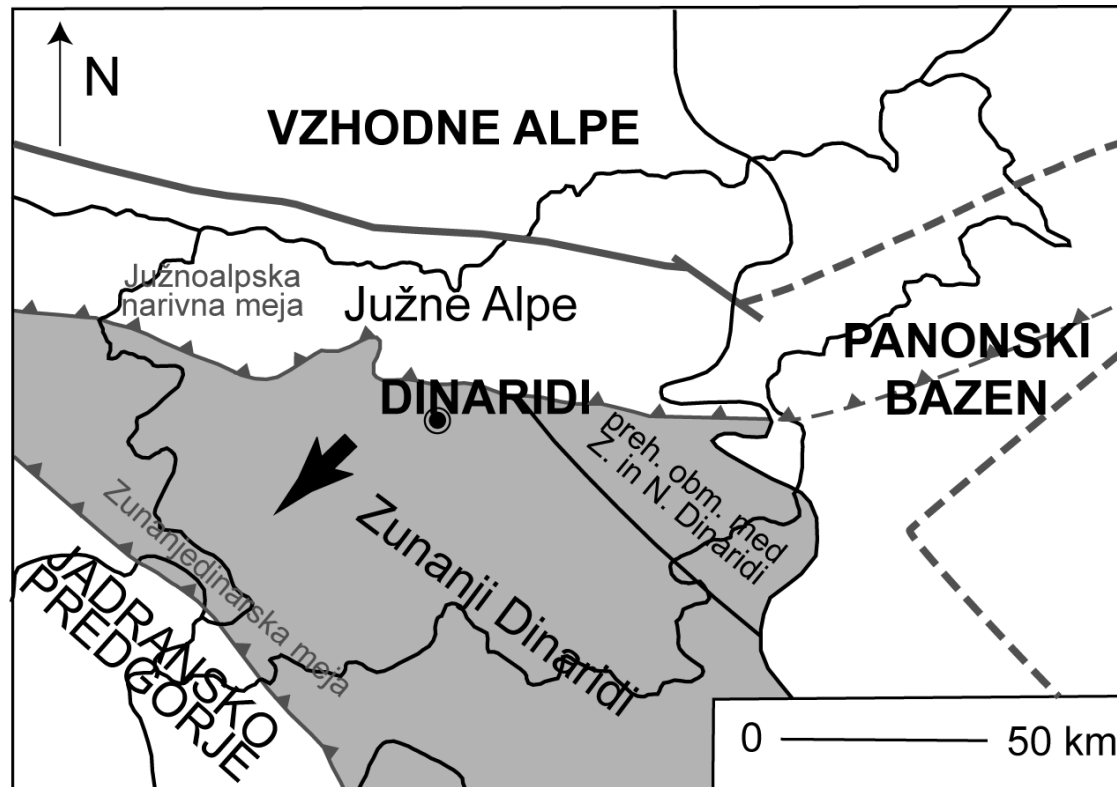 N
VZHODNE ALPE
Južnoalpska
narivna meja
Južne Alpe
PANONSKI
BAZEN
DINARIDI
preh. obm. med
Z. in N. Dinaridi
Zunanji Dinaridi
Zunanjedinarska meja
JADRANSKO
PREDGORJE
0
50 km